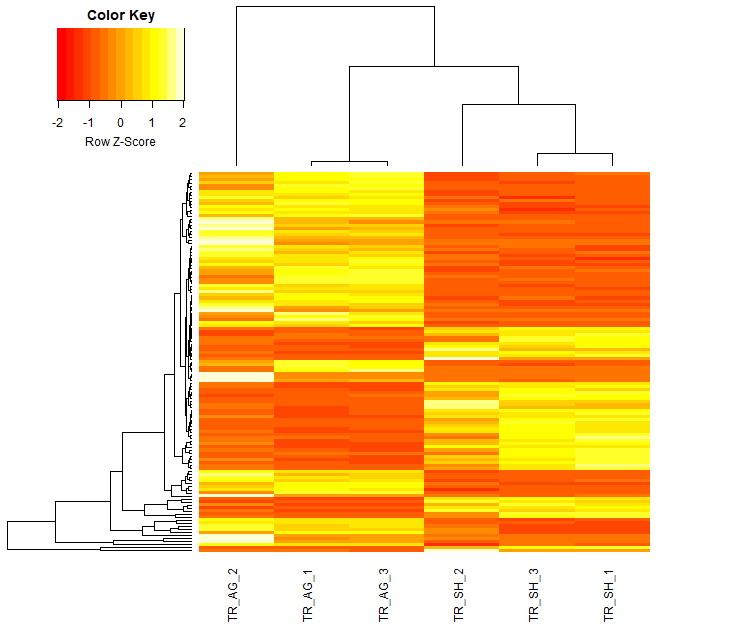 Color Key
-2 -1 0 1 2
Row Z-Score
TR_AG_2
TR_AG_1
TR_AG_3
TR_SH_2
TR_SH_3
TR_SH_1